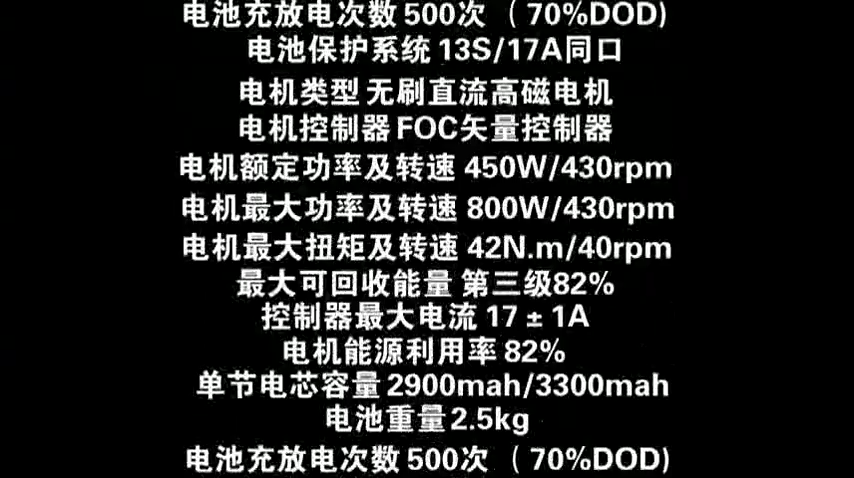 电池充放电次数 500次 （70%DOD)
电池保护系统 13S/17A同口
电机类型 无刷直流高磁电机
电机控制器 FOC矢量控制器
电机额定功率及转速 450W/430rpm
电机最大功率及转速 800W/430rpm
电机最大扭矩及转速 42N.m/40rpm
最大可回收能量 第三级82%
控制器最大电流 17 ± 1A
电机能源利用率 82%
单节电芯容量 2900mah/3300mah
电池重量 2.5kg
电池充放电次数 500次 （70%DOD)